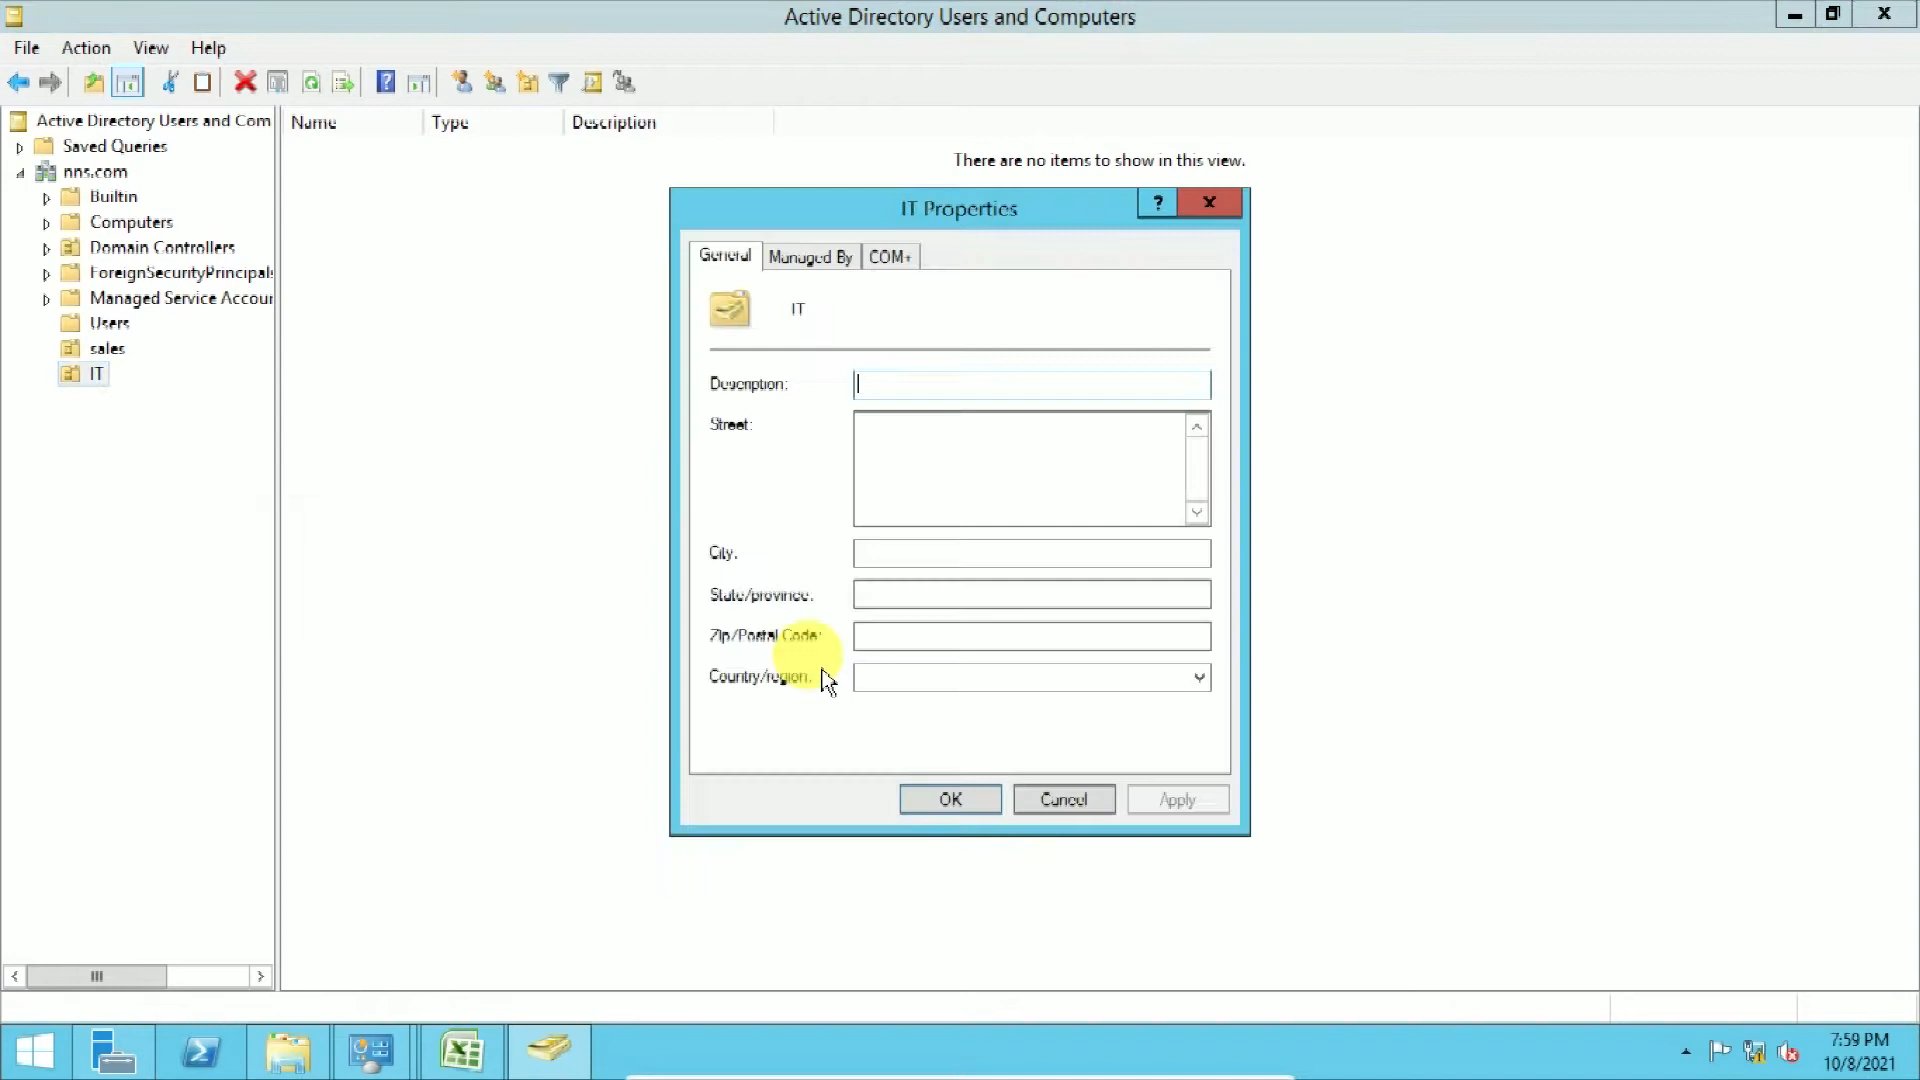 Active Directory Users and Computers
File Action View Help
Active Directory Users and Com
Saved Queries
nns.com
Builtin
Computers
Domain Controllers
ForeignSecurityPrincipals
Managed Service Accour
Users
sales
IT
Name Type Description
There are no items to show in this view.
IT Properties
?
General Managed By COM+
IT
Description:
Street:
City:
State/province:
Zip/Postal Code:
Country/region:
OK Cancel Apply
7:59 PM
10/8/2021